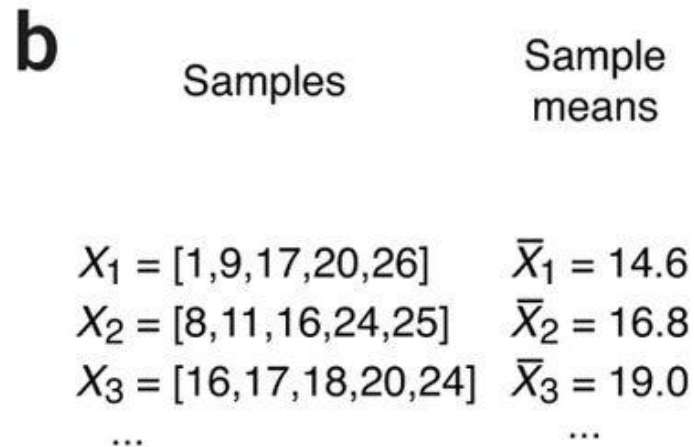 b
Samples
Sample
means
X₁ = [1,9,17,20,26] X̅₁ = 14.6
X₂ = [8,11,16,24,25] X̅₂ = 16.8
X₃ = [16,17,18,20,24] X̅₃ = 19.0
... ...